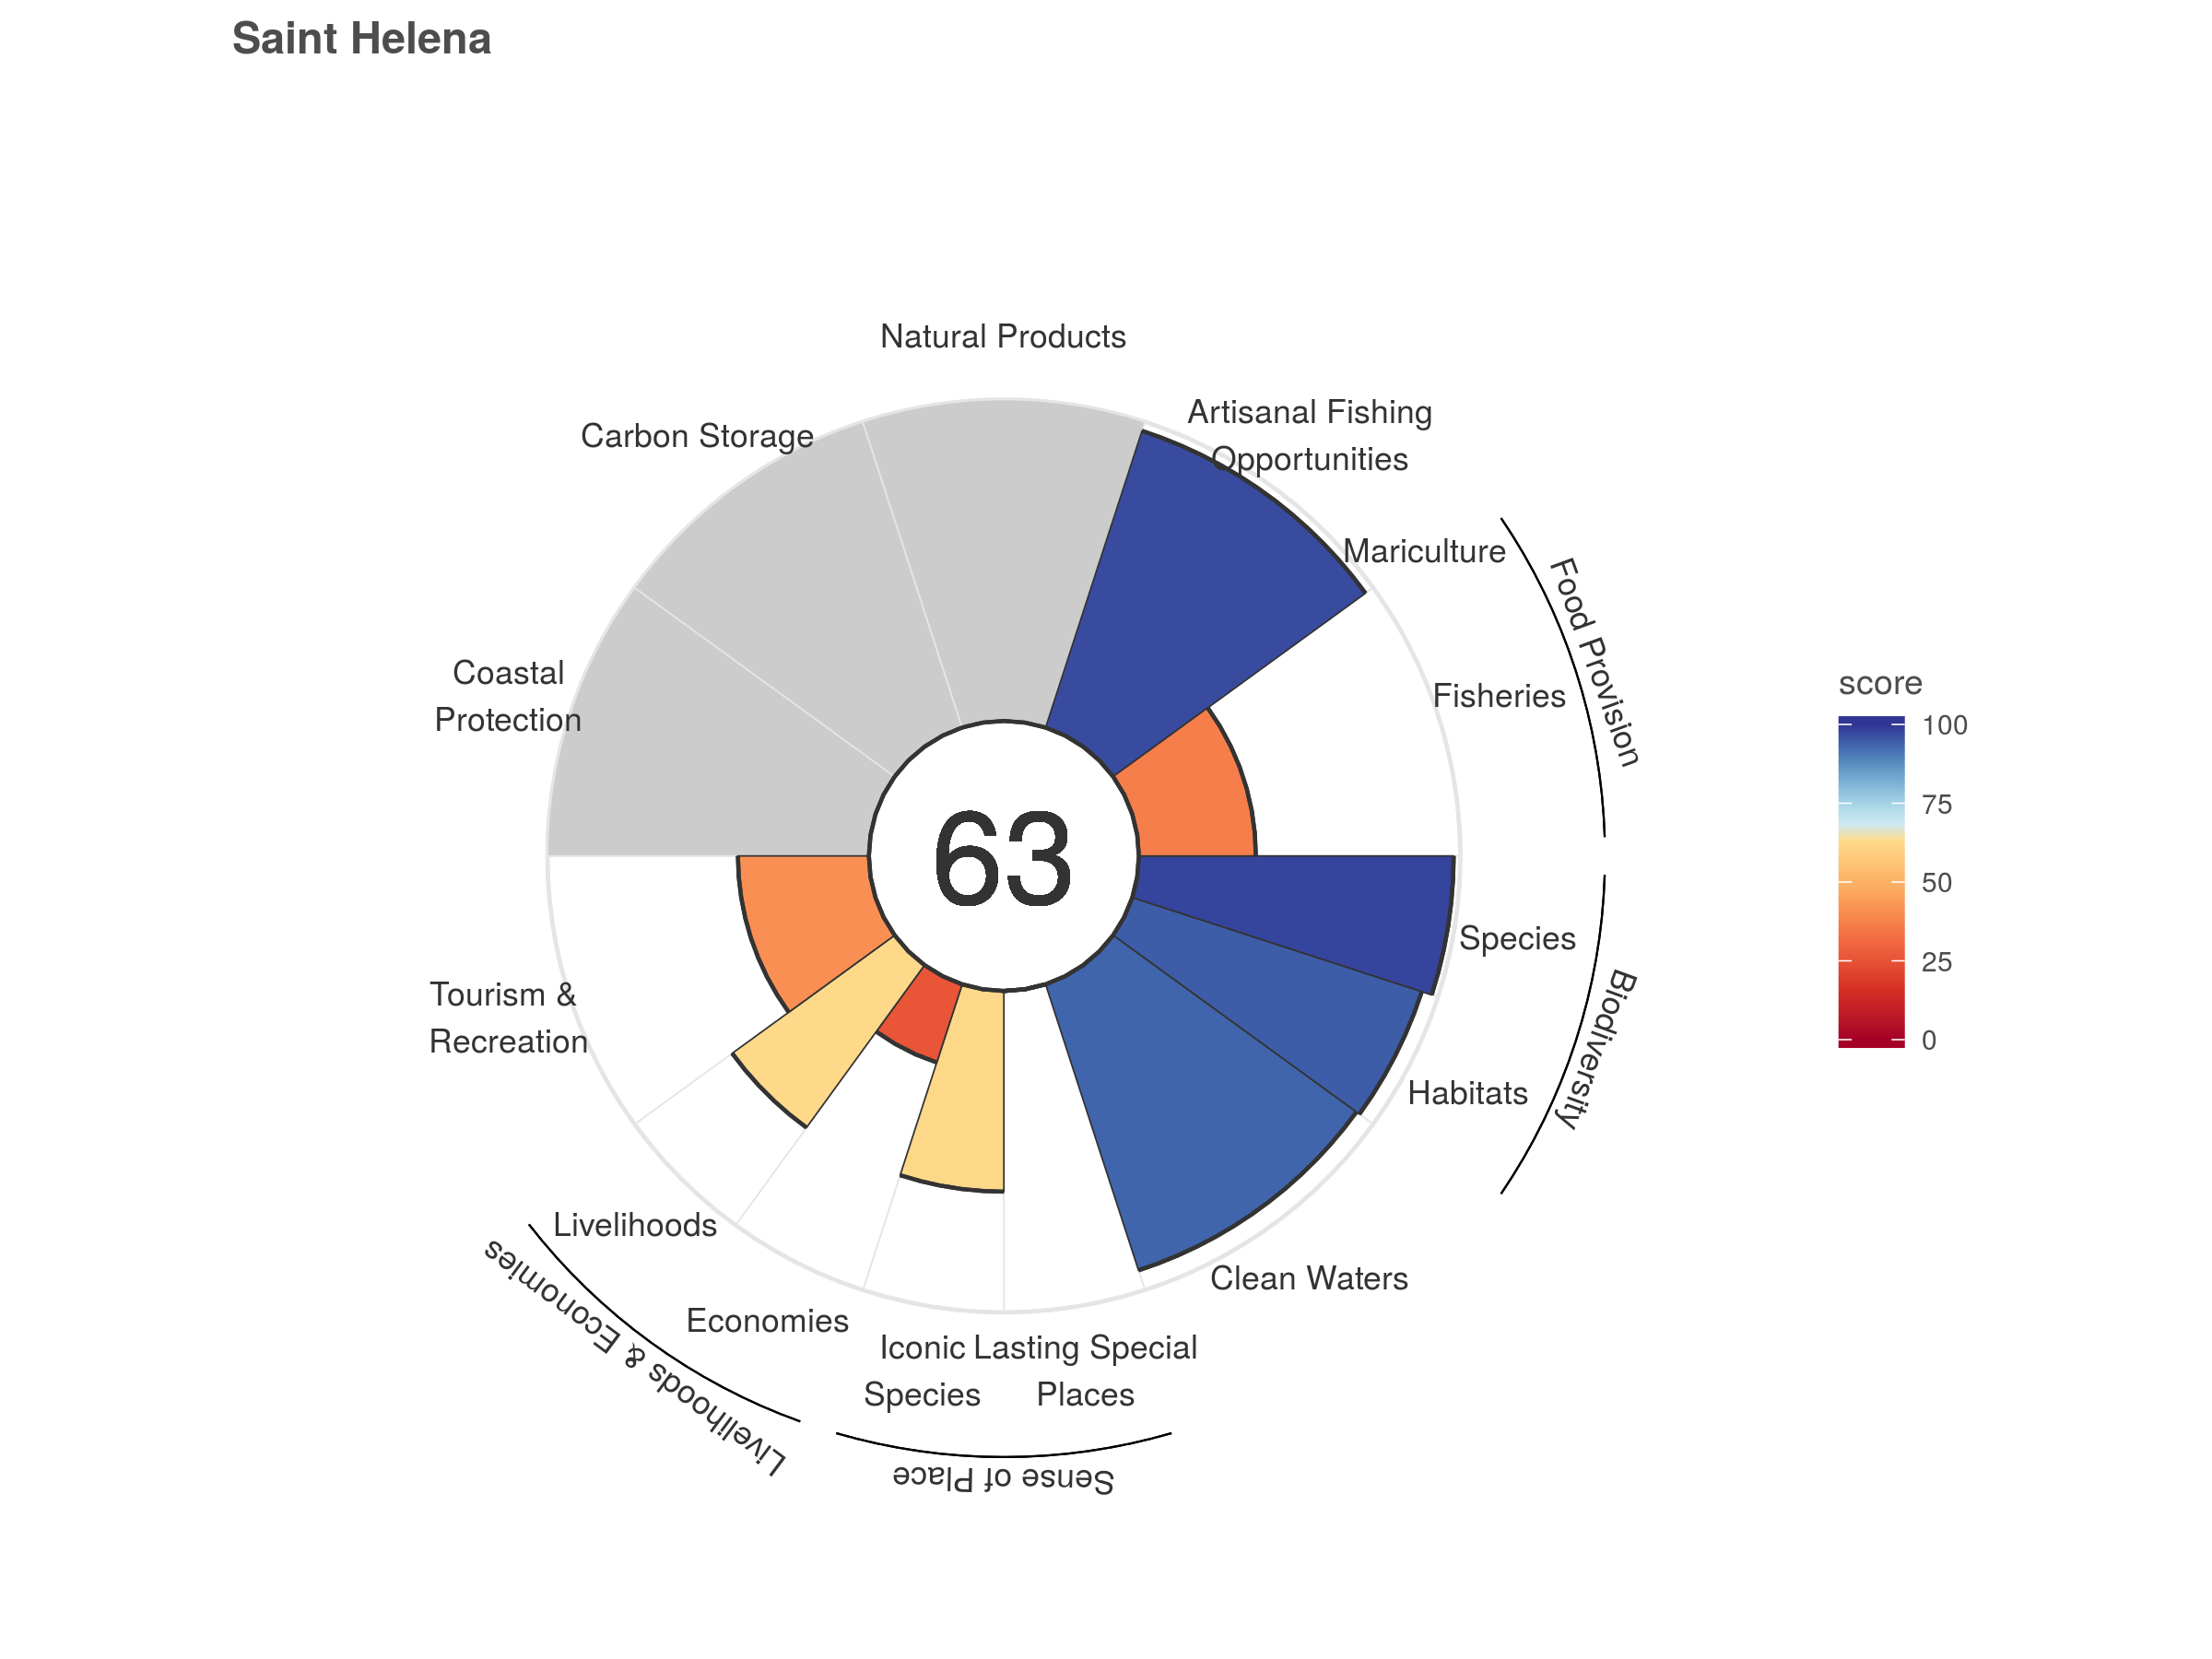 Saint Helena
Natural Products
Artisanal Fishing
Opportunities
Carbon Storage
Mariculture
Food Provision
Fisheries
Coastal
Protection
score
100
75
50
25
0
63
Species
Biodiversity
Tourism &
Recreation
Habitats
Livelihoods
Clean Waters
Livelihoods & Economies
Economies
Iconic
Species
Lasting Special
Places
Sense of Place